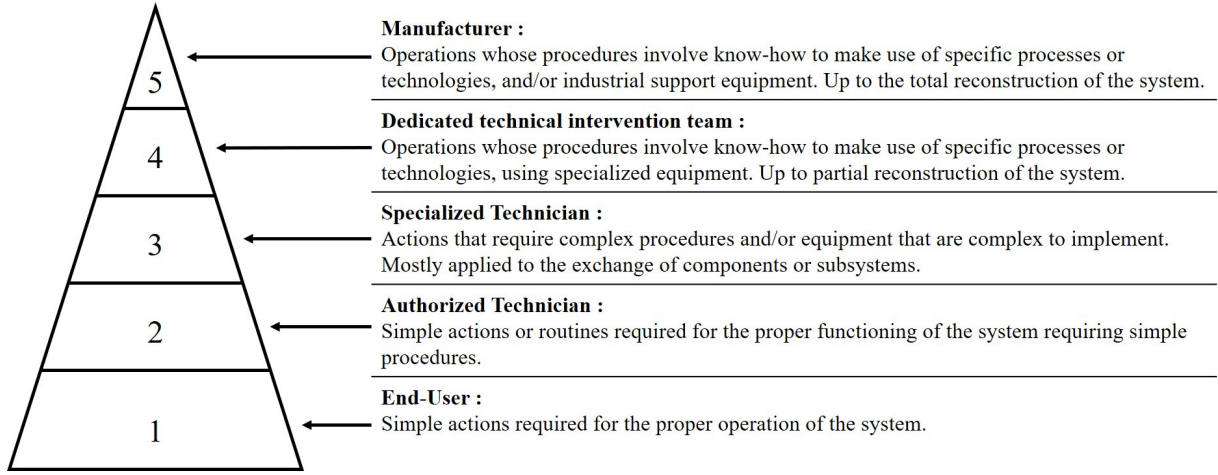 5
Manufacturer :
Operations whose procedures involve know-how to make use of specific processes or
technologies, and/or industrial support equipment. Up to the total reconstruction of the system.
4
Dedicated technical intervention team :
Operations whose procedures involve know-how to make use of specific processes or
technologies, using specialized equipment. Up to partial reconstruction of the system.
3
Specialized Technician :
Actions that require complex procedures and/or equipment that are complex to implement.
Mostly applied to the exchange of components or subsystems.
2
Authorized Technician :
Simple actions or routines required for the proper functioning of the system requiring simple
procedures.
1
End-User :
Simple actions required for the proper operation of the system.